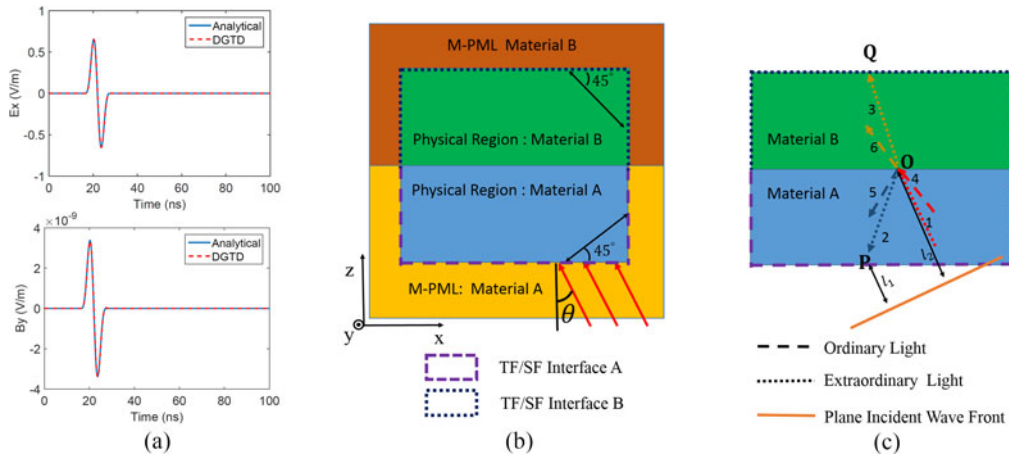 Analytical
DGTD
Ex (V/m)
1
0.5
0
-0.5
-1
0 20 40 60 80 100
Time (ns)
×10⁻⁹
Analytical
DGTD
By (V/m)
4
2
0
-2
-4
0 20 40 60 80 100
Time (ns)
(a)
M-PML Material B
45°
Physical Region : Material B
Physical Region : Material A
45°
M-PML: Material A
z
y
x
θ
TF/SF Interface A
TF/SF Interface B
(b)
Q
3
Material B
6
O
4
Material A
5
1
2
l₂
P
l₁
Ordinary Light
Extraordinary Light
Plane Incident Wave Front
(c)